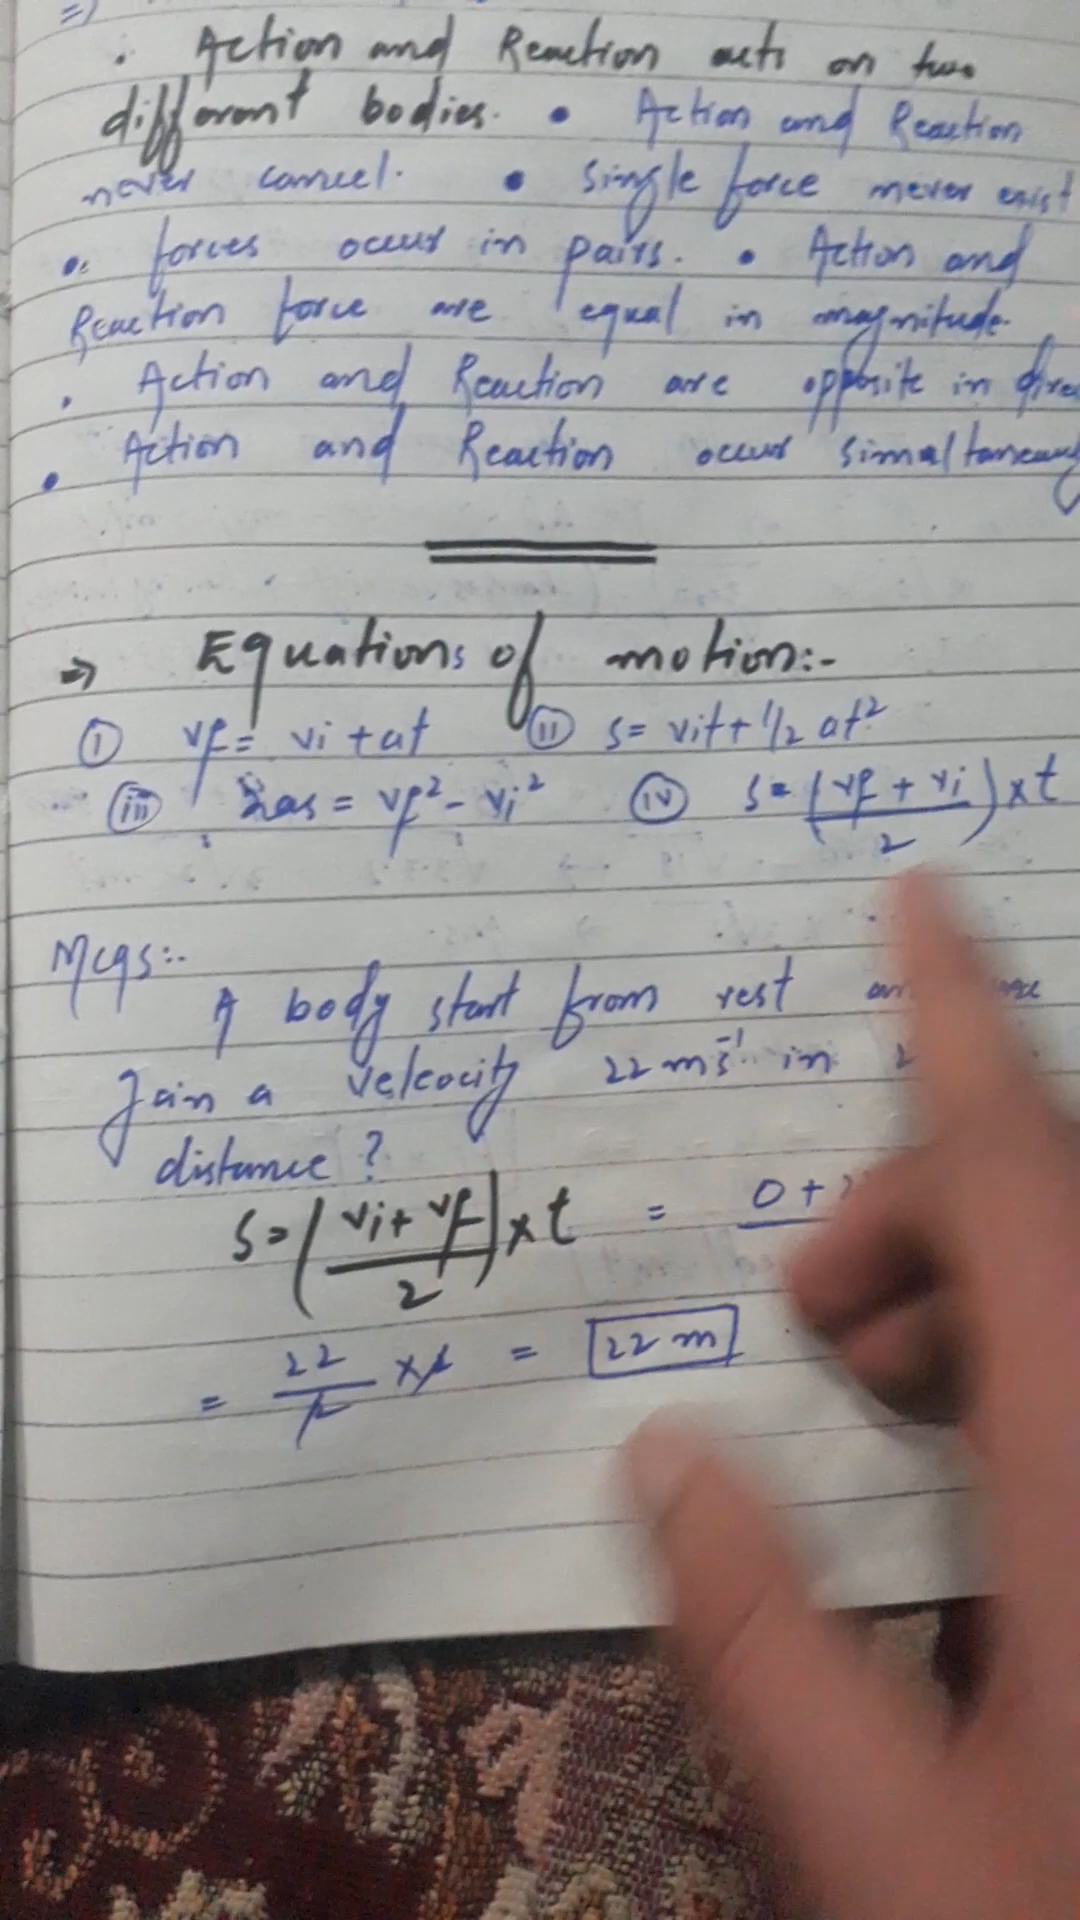 =)
. Action and Reaction acts on two
different bodies. • Action and Reaction
never cancel. • single force never exist
• forces occur in pairs. • Action and
Reaction force are equal in magnitude.
. Action and Reaction are opposite in direc
• Action and Reaction occur simaltaneous
⇒ Equations of motion:-
(i) vf = vi + at (ii) s = vit + 1/2 at²
(iii) 2as = vf² - vi² (iv) s = (vf + vi / 2) × t
Mcqs:-
A body start from rest
gain a velcocity 22 ms⁻¹ in 2
distance ?
S = (vi + vf / 2) × t = 0 +
= 22 / 2 × 2 = 22 m